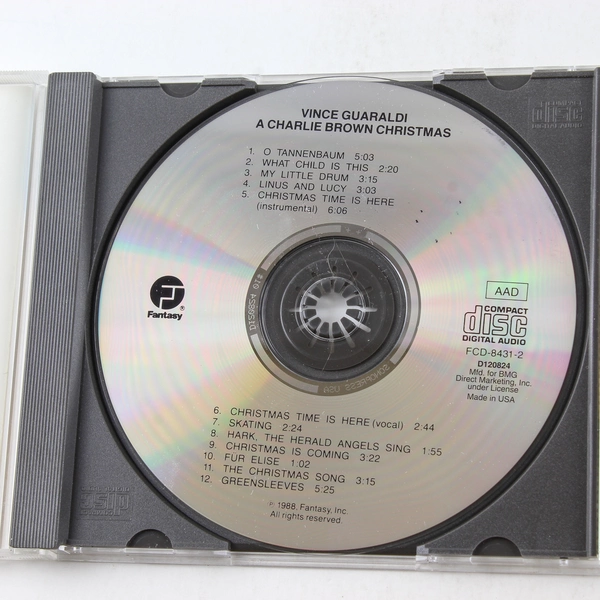 VINCE GUARALDI
A CHARLIE BROWN CHRISTMAS
1. O TANNENBAUM 5:03
2. WHAT CHILD IS THIS 2:20
3. MY LITTLE DRUM 3:15
4. LINUS AND LUCY 3:03
5. CHRISTMAS TIME IS HERE
(instrumental) 6:06
Fantasy®
AAD
COMPACT
disc
DIGITAL AUDIO
FCD-8431-2
D120824
Mfd. for BMG
Direct Marketing, Inc.
under License
Made in USA
6. CHRISTMAS TIME IS HERE (vocal) 2:44
7. SKATING 2:24
8. HARK, THE HERALD ANGELS SING 1:55
9. CHRISTMAS IS COMING 3:22
10. FUR ELISE 1:02
11. THE CHRISTMAS SONG 3:15
12. GREENSLEEVES 5:25
℗ 1988, Fantasy, Inc.
All rights reserved.
COMPACT
disc
DIGITAL AUDIO